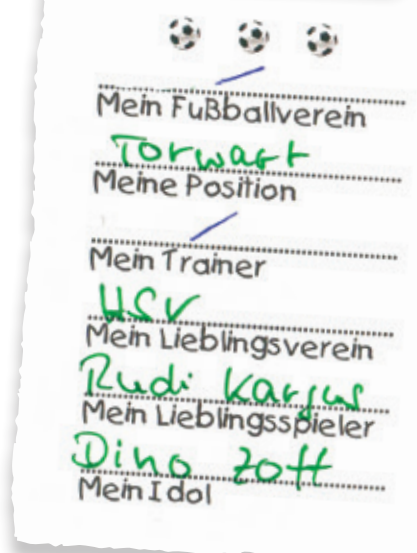 Mein Fußballverein
Torwart
Meine Position
Mein Trainer
HSV
Mein Lieblingsverein
Rudi Kargus
Mein Lieblingsspieler
Dino Zoff
Mein Idol